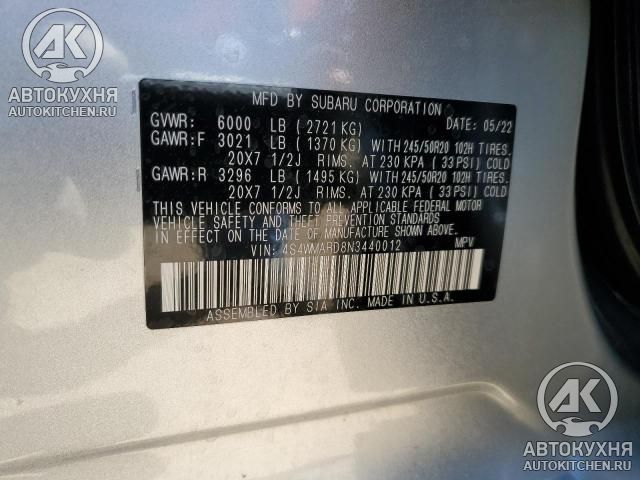 АК
АВТОКУХНЯ
AUTOKITCHEN.RU
MFD BY SUBARU CORPORATION
GVWR: 6000 LB ( 2721 KG) DATE: 05/22
GAWR:F 3021 LB ( 1370 KG) WITH 245/50R20 102H TIRES.
20X7 1/2J RIMS. AT 230 KPA ( 33 PSI) COLD
GAWR:R 3296 LB ( 1495 KG) WITH 245/50R20 102H TIRES.
20X7 1/2J RIMS. AT 230 KPA ( 33 PSI) COLD
THIS VEHICLE CONFORMS TO ALL APPLICABLE FEDERAL MOTOR
VEHICLE SAFETY AND THEFT PREVENTION STANDARDS
IN EFFECT ON THE DATE OF MANUFACTURE SHOWN ABOVE.
VIN: 4S4WMARD8N3440012 MPV
ASSEMBLED BY SIA INC. MADE IN U.S.A.
АК
АВТОКУХНЯ
AUTOKITCHEN.RU